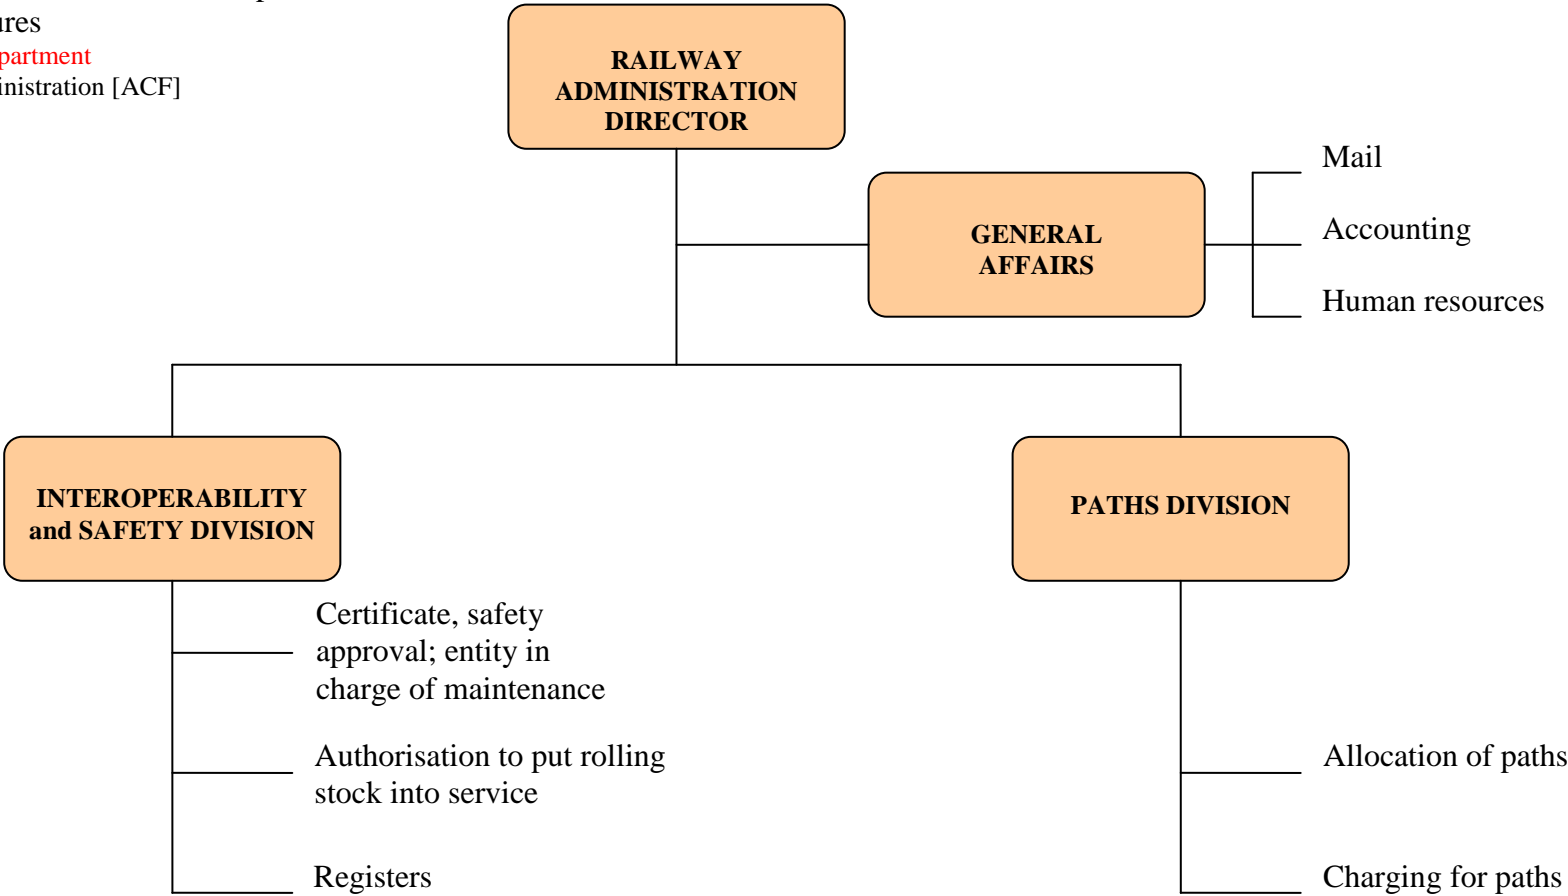 ures
partment
inistration [ACF]
RAILWAY
ADMINISTRATION
DIRECTOR
Mail
GENERAL
AFFAIRS
Accounting
Human resources
INTEROPERABILITY
and SAFETY DIVISION
PATHS DIVISION
Certificate, safety
approval; entity in
charge of maintenance
Authorisation to put rolling
stock into service
Allocation of paths
Registers
Charging for paths